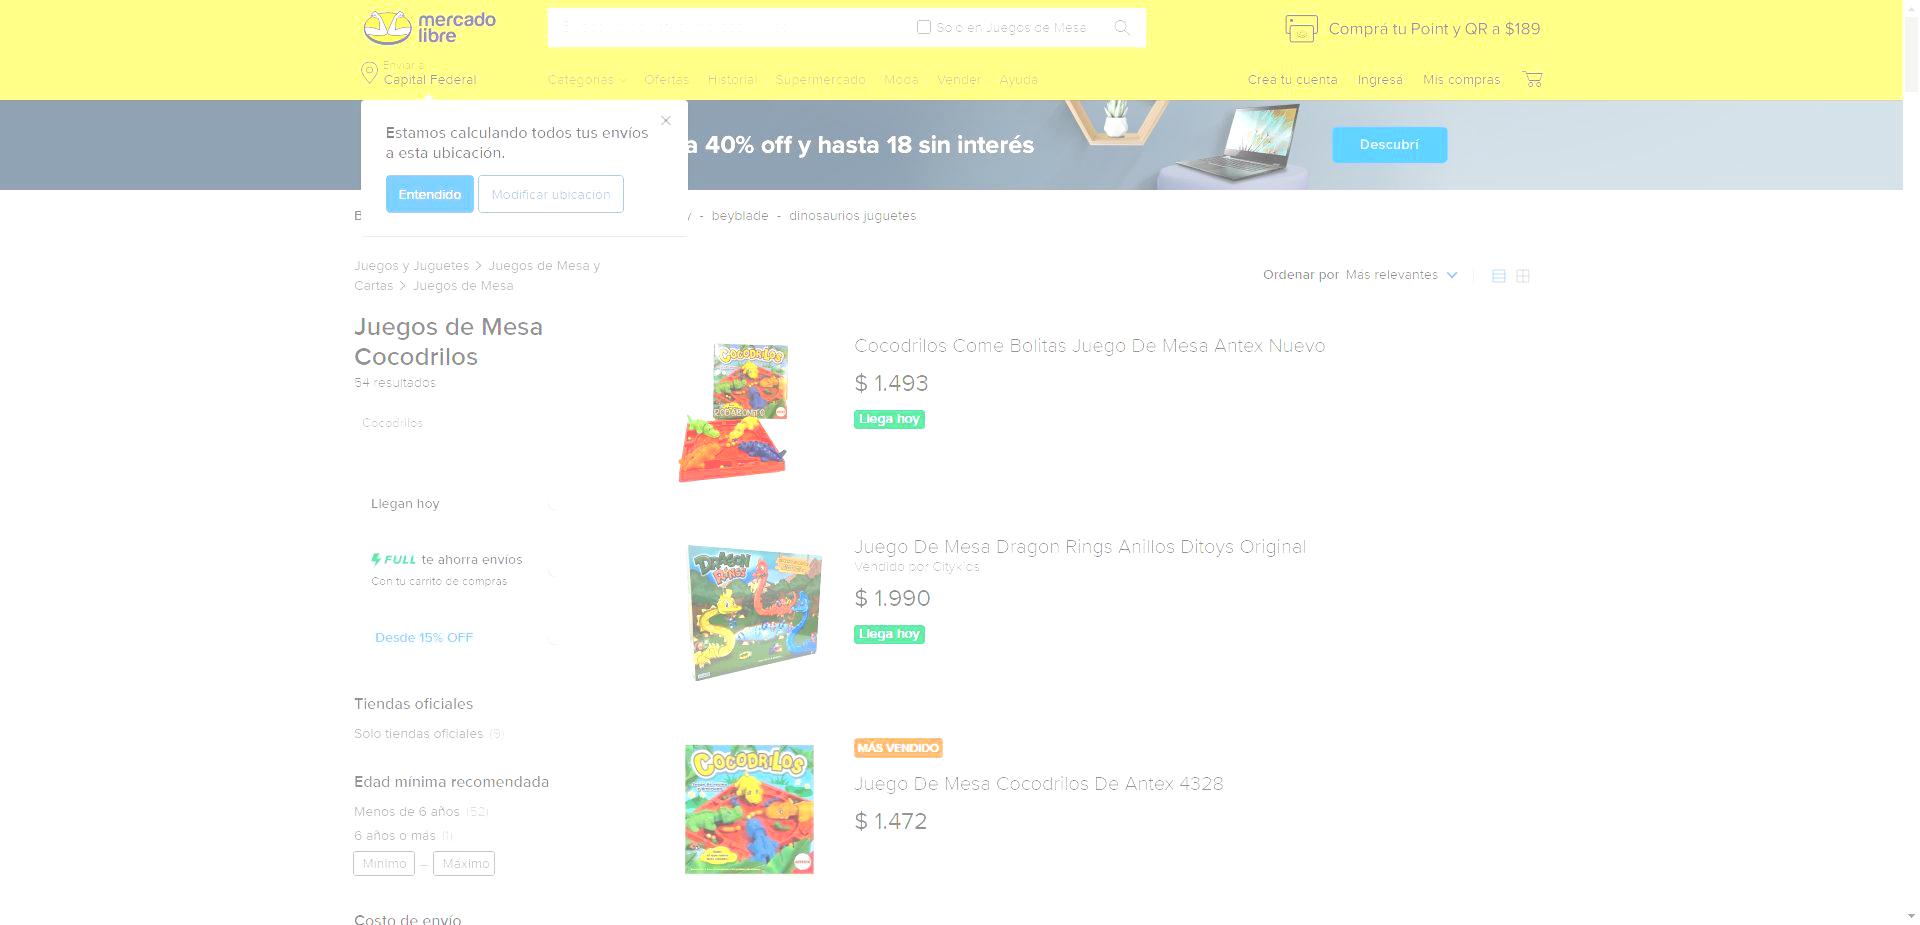 mercado
libre
Solo en Juegos de Mesa
Comprá tu Point y QR a $189
Enviar a
Capital Federal
Categorías
Ofertas
Historial
Supermercado
Moda
Vender
Ayuda
Creá tu cuenta
Ingresá
Mis compras
Estamos calculando todos tus envíos
a esta ubicación.
Entendido
Modificar ubicación
a 40% off y hasta 18 sin interés
Descubrí
- beyblade - dinosaurios juguetes
Juegos y Juguetes > Juegos de Mesa y
Cartas > Juegos de Mesa
Ordenar por Más relevantes
Juegos de Mesa
Cocodrilos
54 resultados
Cocodrilos
Llegan hoy
FULL te ahorra envíos
Con tu carrito de compras
Desde 15% OFF
Tiendas oficiales
Solo tiendas oficiales (9)
Edad mínima recomendada
Menos de 6 años (52)
6 años o más (1)
Mínimo – Máximo
Costo de envío
COCODRILOS
RODABONITO
Cocodrilos Come Bolitas Juego De Mesa Antex Nuevo
$ 1.493
Llega hoy
DRAGON
RINGS
Juego De Mesa Dragon Rings Anillos Ditoys Original
Vendido por Citykids
$ 1.990
Llega hoy
COCODRILOS
MÁS VENDIDO
Juego De Mesa Cocodrilos De Antex 4328
$ 1.472